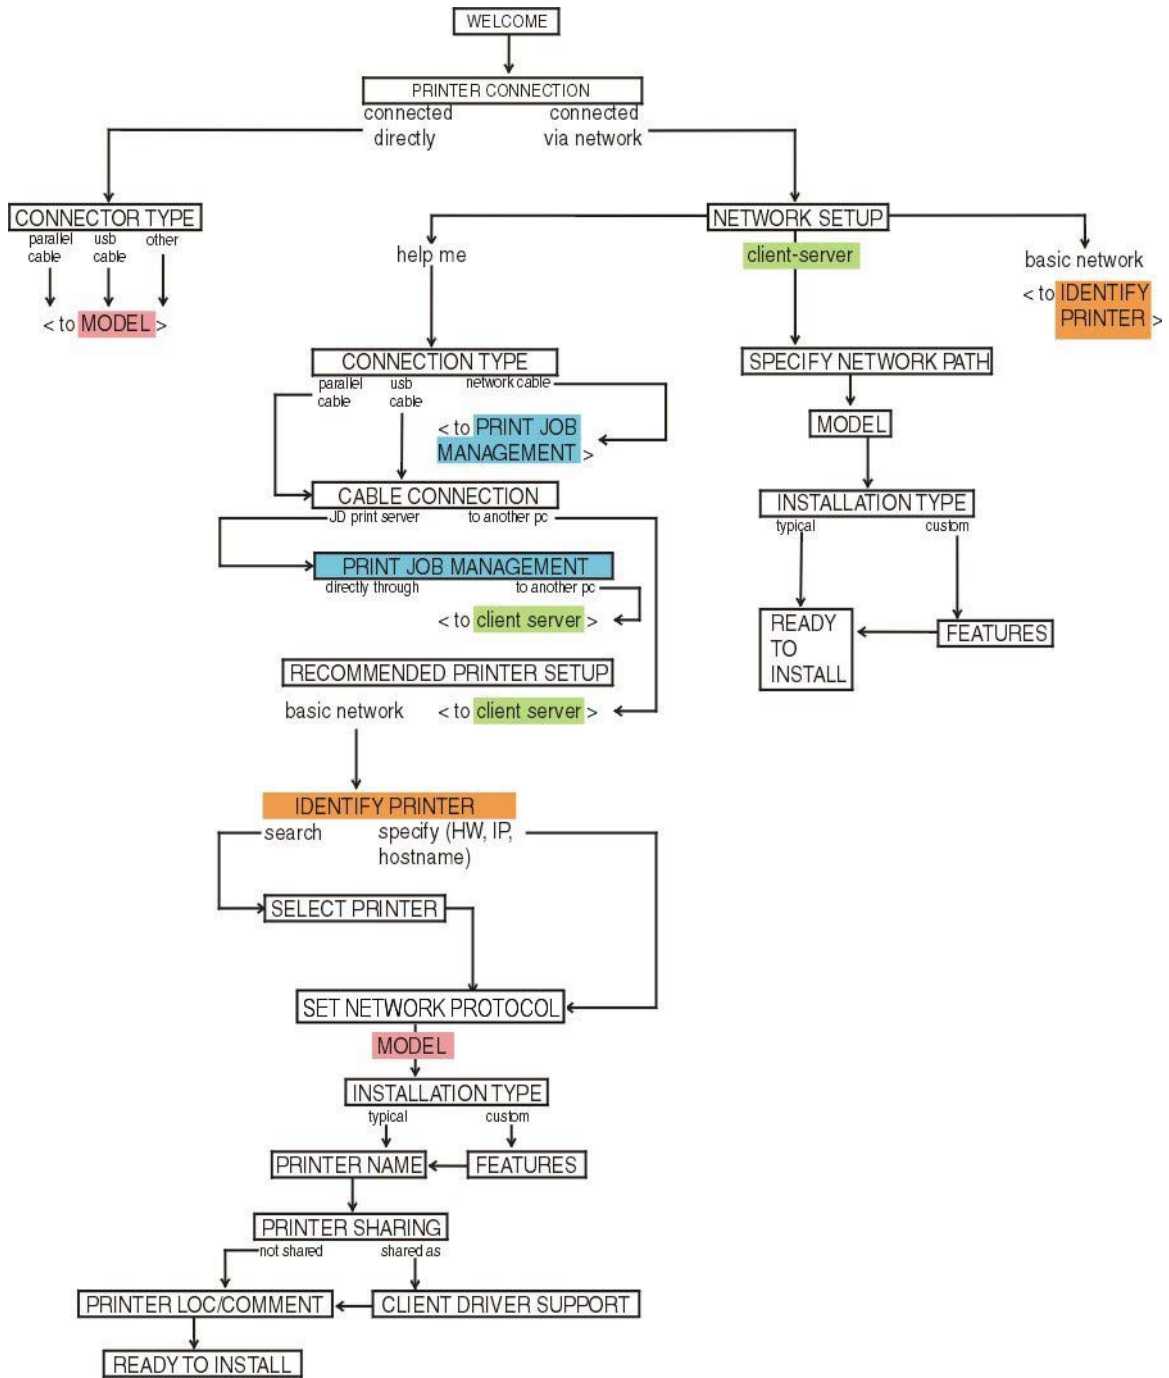 WELCOME
PRINTER CONNECTION
connected directly
connected via network
CONNECTOR TYPE
parallel cable
usb cable
other
< to MODEL >
NETWORK SETUP
help me
client-server
basic network
< to IDENTIFY PRINTER >
CONNECTION TYPE
parallel cable
usb cable
network cable
< to PRINT JOB MANAGEMENT >
CABLE CONNECTION
JD print server
to another pc
PRINT JOB MANAGEMENT
directly through
to another pc
< to client server >
RECOMMENDED PRINTER SETUP
basic network
< to client server >
IDENTIFY PRINTER
search
specify (HW, IP, hostname)
SELECT PRINTER
SET NETWORK PROTOCOL
MODEL
INSTALLATION TYPE
typical
custom
PRINTER NAME
FEATURES
PRINTER SHARING
not shared
shared as
PRINTER LOC/COMMENT
CLIENT DRIVER SUPPORT
READY TO INSTALL
SPECIFY NETWORK PATH
MODEL
INSTALLATION TYPE
typical
custom
READY TO INSTALL
FEATURES